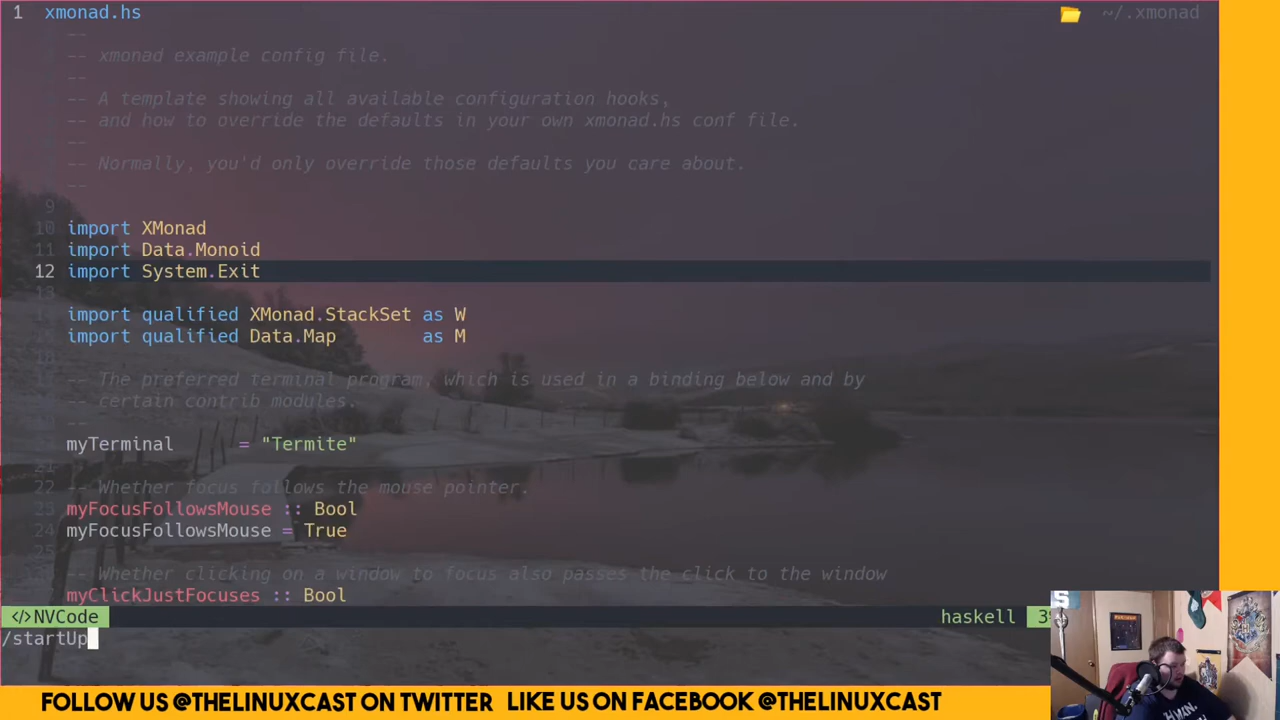 1 xmonad.hs ~/.xmonad
--
-- xmonad example config file.
--
-- A template showing all available configuration hooks,
-- and how to override the defaults in your own xmonad.hs conf file.
--
-- Normally, you'd only override those defaults you care about.
--
9
10 import XMonad
11 import Data.Monoid
12 import System.Exit
13
import qualified XMonad.StackSet as W
import qualified Data.Map as M
-- The preferred terminal program, which is used in a binding below and by
-- certain contrib modules.
--
myTerminal = "Termite"
21
22 -- Whether focus follows the mouse pointer.
23 myFocusFollowsMouse :: Bool
24 myFocusFollowsMouse = True
25
-- Whether clicking on a window to focus also passes the click to the window
myClickJustFocuses :: Bool
</>NVCode haskell
/startUp
FOLLOW US @THELINUXCAST ON TWITTER LIKE US ON FACEBOOK @THELINUXCAST